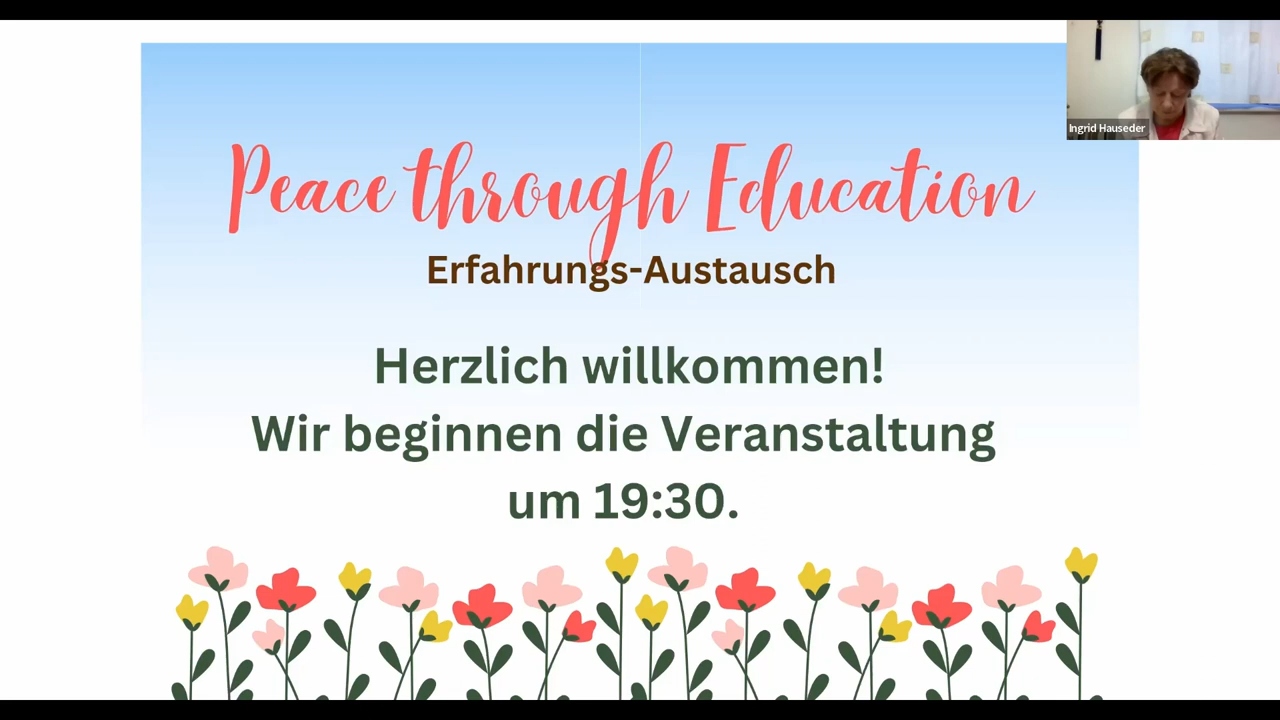 Ingrid Hauseder
Peace through Education
Erfahrungs-Austausch
Herzlich willkommen!
Wir beginnen die Veranstaltung
um 19:30.